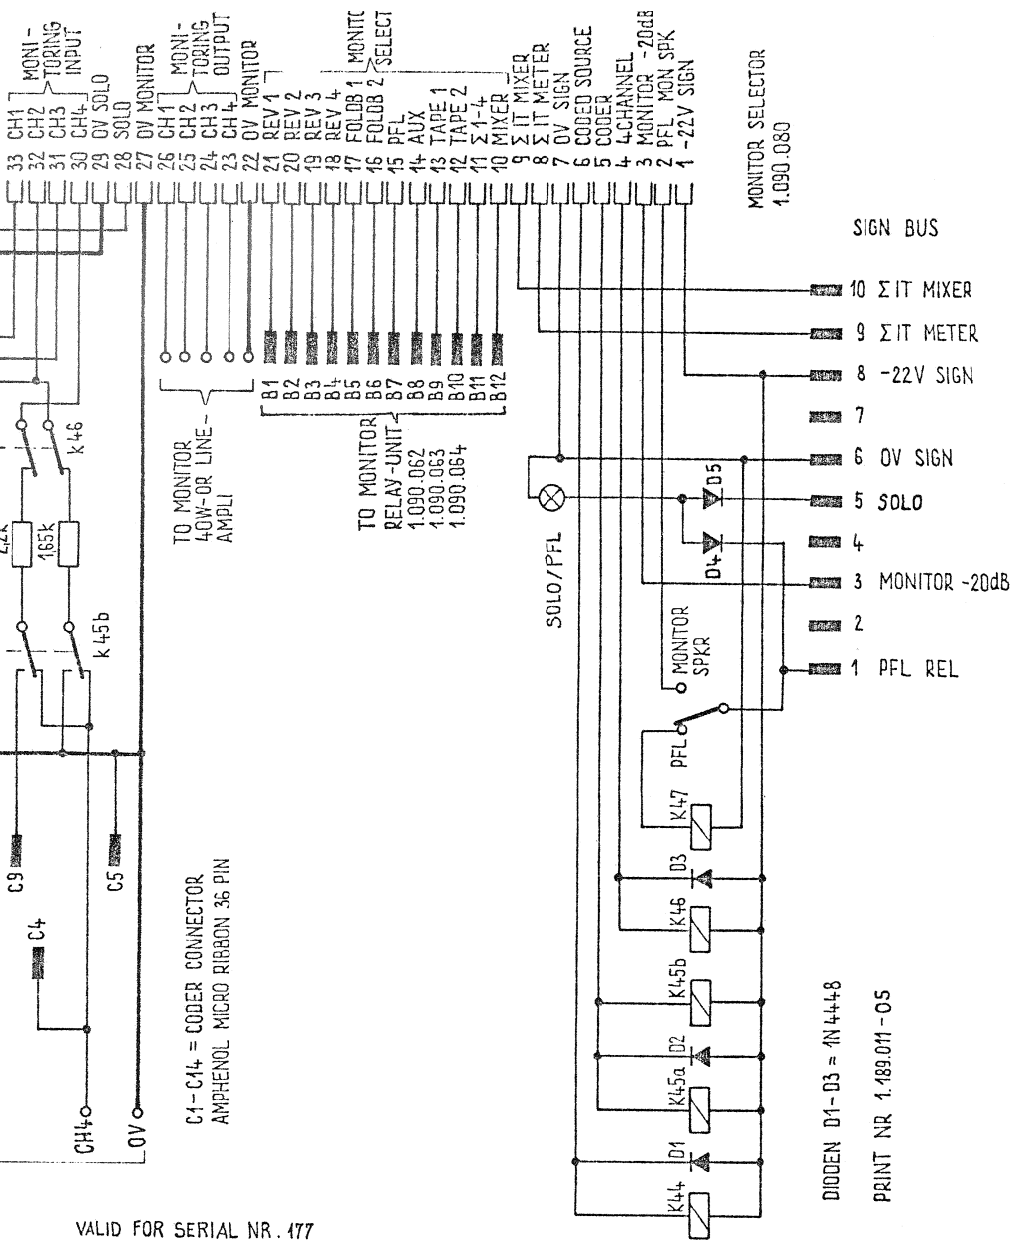 MONI-
TORING
INPUT
MONI-
TORING
OUTPUT
SELECT
33 CH1
32 CH2
31 CH3
30 CH4
29 0V SOLO
28 SOLO
27 0V MONITOR
26 CH1
25 CH2
24 CH3
23 CH4
22 0V MONITOR
21 REV 1
20 REV 2
19 REV 3
18 REV 4
17 FOLDB 1
16 FOLDB 2
15 PFL
14 AUX
13 TAPE 1
12 TAPE 2
11 Σ 1-4
10 MIXER
9 Σ IT MIXER
8 Σ IT METER
7 0V SIGN
6 CODED SOURCE
5 CODER
4 4CHANNEL
3 MONITOR -20dB
2 PFL MON SPK
1 -22V SIGN
MONITOR SELECTOR
1.090.080
SIGN BUS
10 Σ IT MIXER
9 Σ IT METER
8 -22V SIGN
7
6 0V SIGN
5 SOLO
4
3 MONITOR -20dB
2
1 PFL REL
B1
B2
B3
B4
B5
B6
B7
B8
B9
B10
B11
B12
TO MONITOR
40W-OR LINE-
AMPLI
TO MONITOR
RELAY-UNIT
1.090.062
1.090.063
1.090.064
k46
1,65k
k45b
SOLO/PFL
D5
D4
MONITOR
SPKR
PFL
K47
D3
K46
K45b
D2
K45a
D1
K44
C9
C5
C4
CH4
0V
C1-C14 = CODER CONNECTOR
AMPHENOL MICRO RIBBON 36 PIN
DIODEN D1-D3 = 1N4448
PRINT NR 1.189.011-05
VALID FOR SERIAL NR. 177